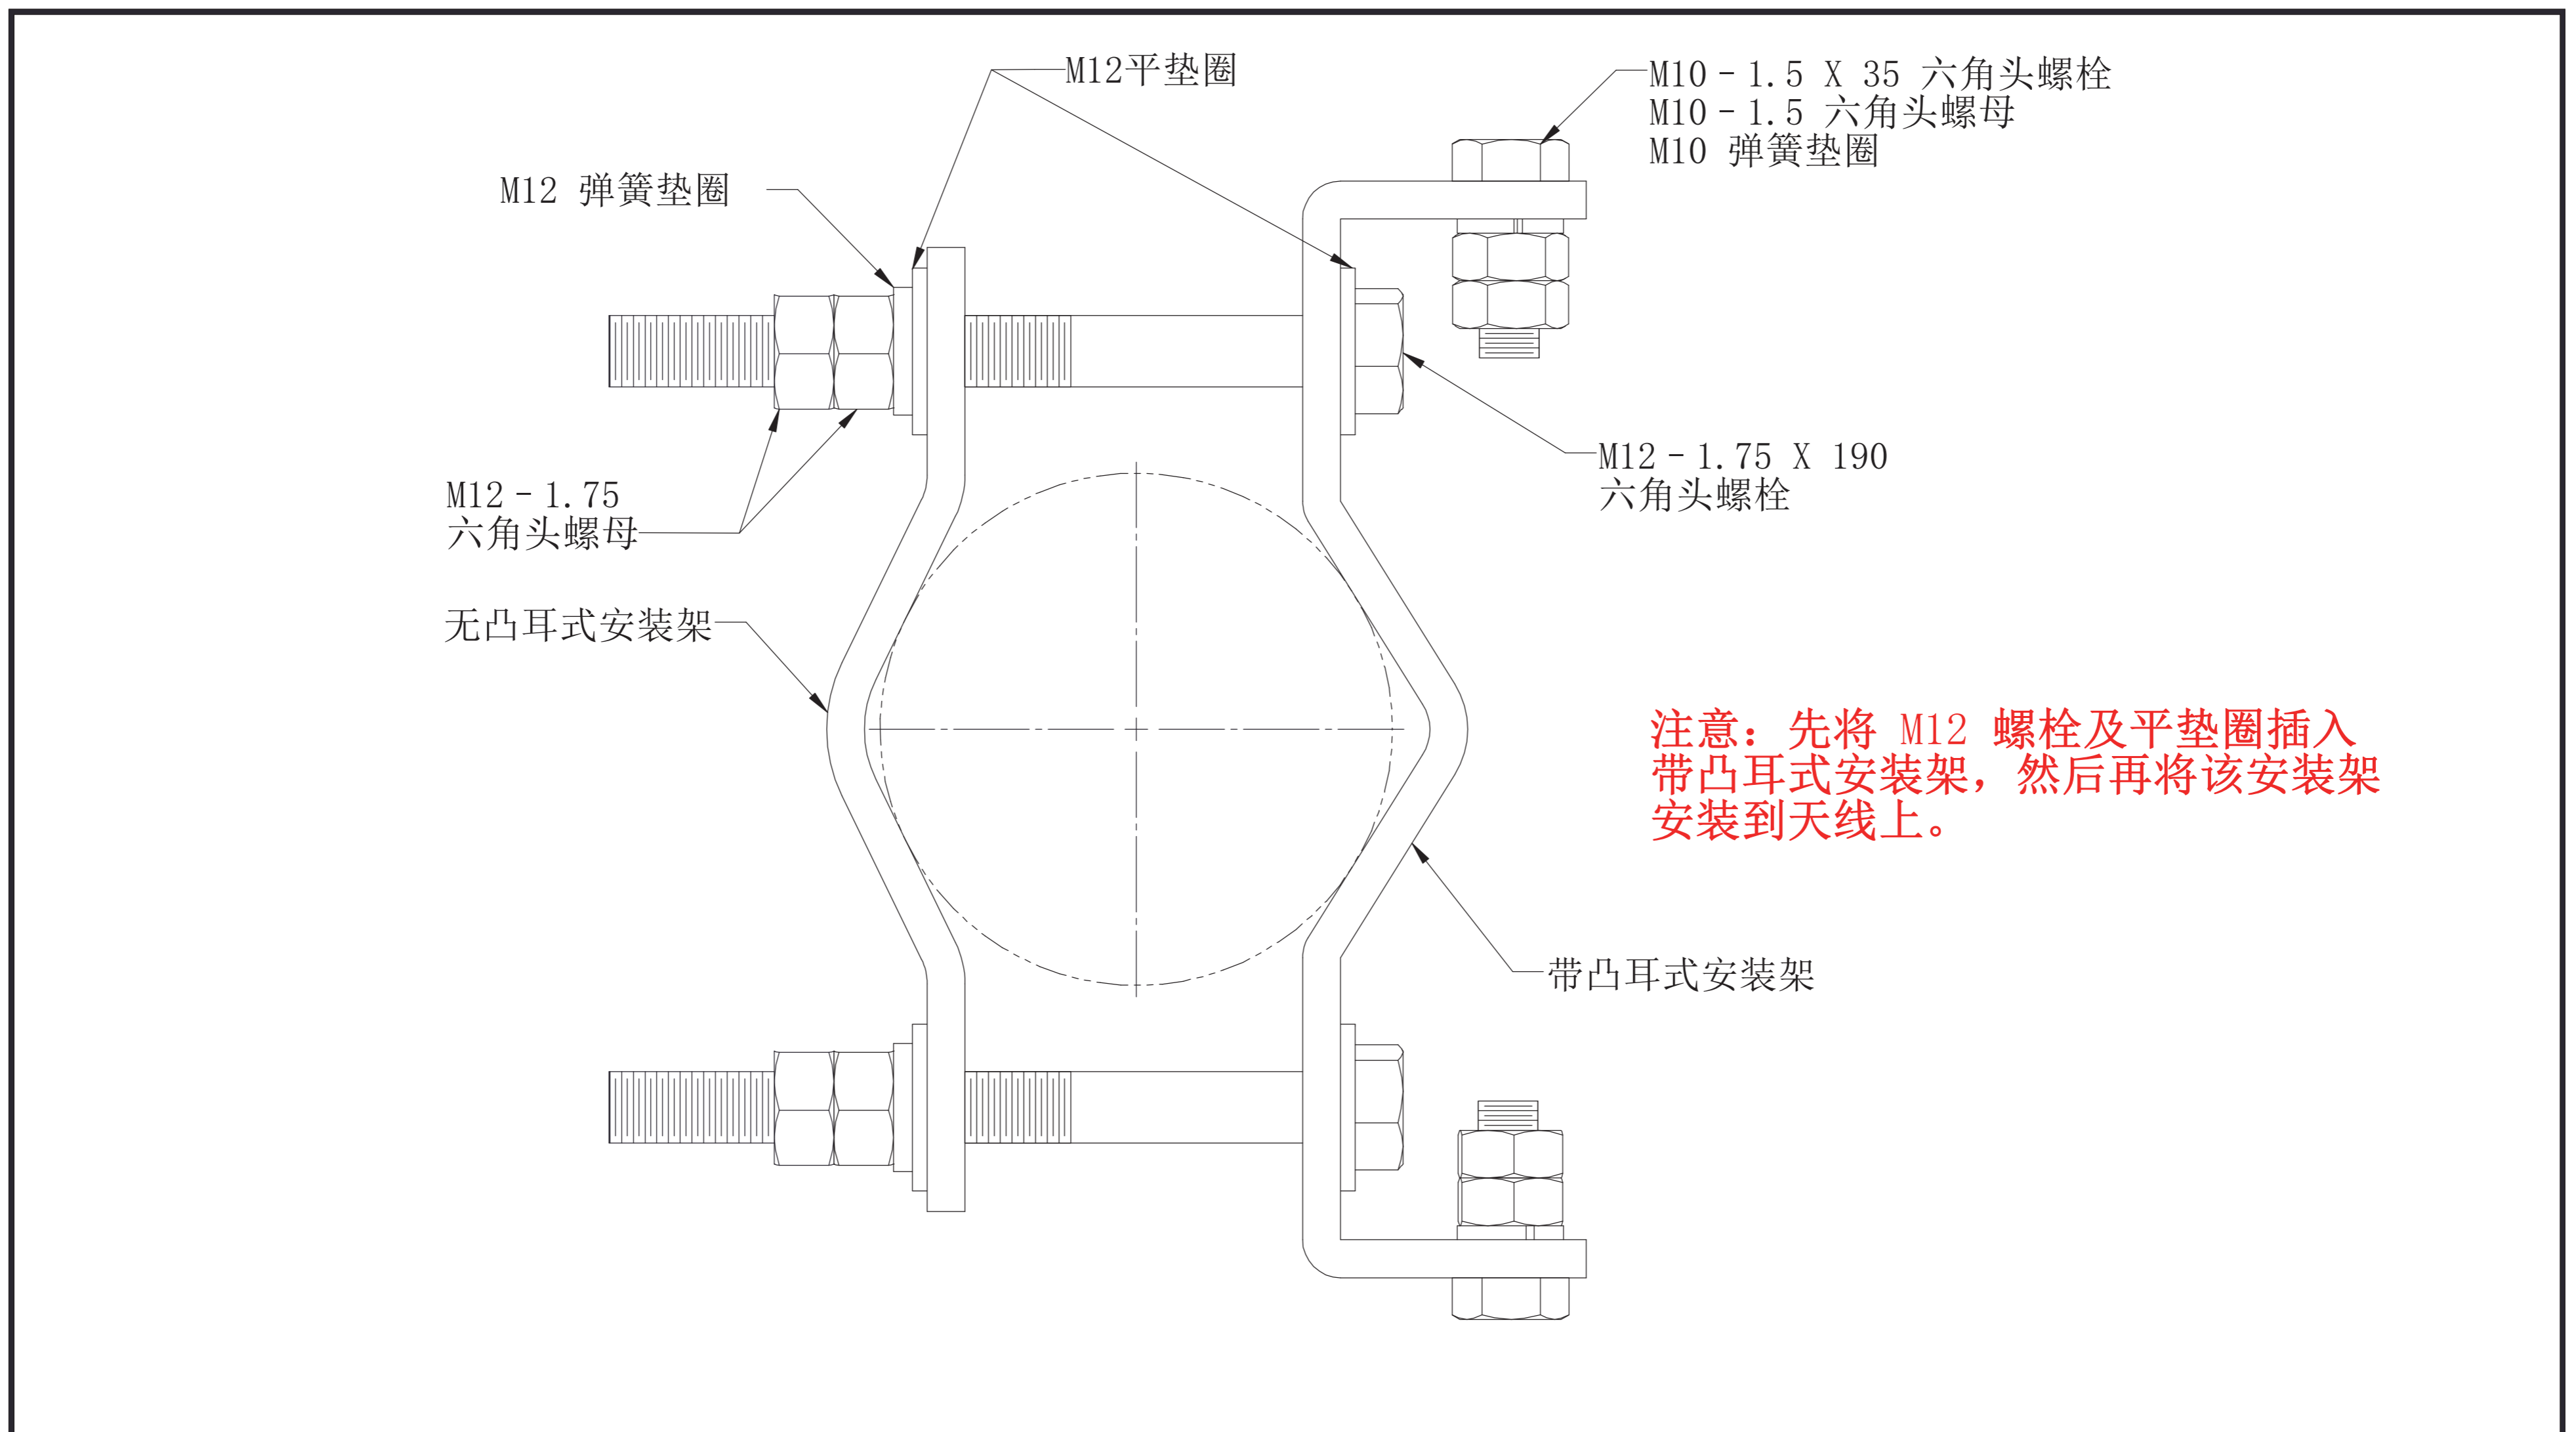 M12平垫圈
M10-1.5 X 35 六角头螺栓
M10-1.5 六角头螺母
M10 弹簧垫圈
M12 弹簧垫圈
M12-1.75 X 190
六角头螺栓
M12-1.75
六角头螺母
无凸耳式安装架
注意：先将 M12 螺栓及平垫圈插入
带凸耳式安装架，然后再将该安装架
安装到天线上。
带凸耳式安装架